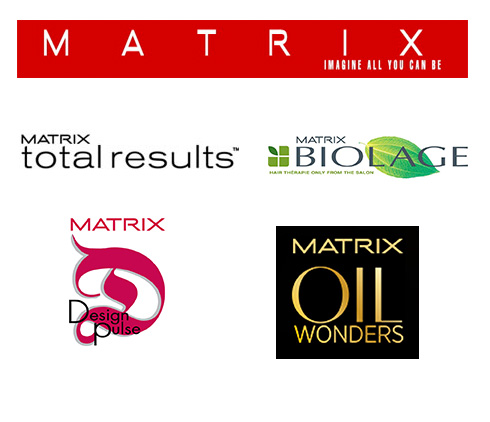 MATRIX
IMAGINE ALL YOU CAN BE
MATRIX
total results™
MATRIX
BIOLAGE
HAIR THÉRAPIE ONLY FROM THE SALON
MATRIX
Design
pulse
MATRIX
OIL
WONDERS